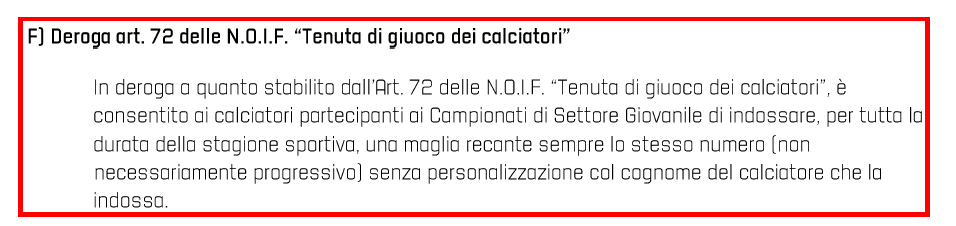 F) Deroga art. 72 delle N.O.I.F. “Tenuta di giuoco dei calciatori”
In deroga a quanto stabilito dall’Art. 72 delle N.O.I.F. “Tenuta di giuoco dei calciatori”, è
consentito ai calciatori partecipanti ai Campionati di Settore Giovanile di indossare, per tutta la
durata della stagione sportiva, una maglia recante sempre lo stesso numero (non
necessariamente progressivo) senza personalizzazione col cognome del calciatore che la
indossa.